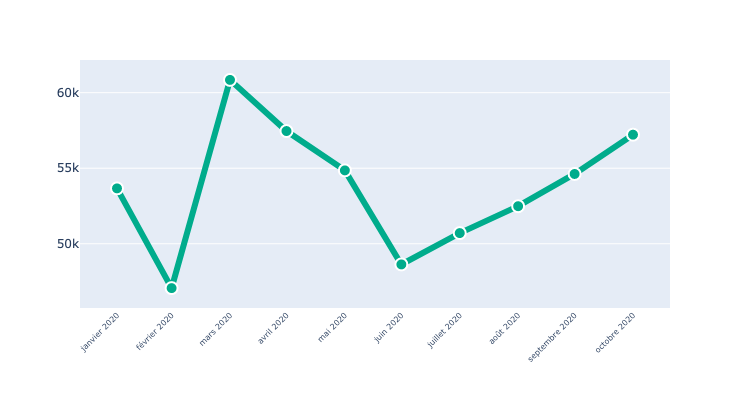 60k
55k
50k
janvier 2020
février 2020
mars 2020
avril 2020
mai 2020
juin 2020
juillet 2020
août 2020
septembre 2020
octobre 2020